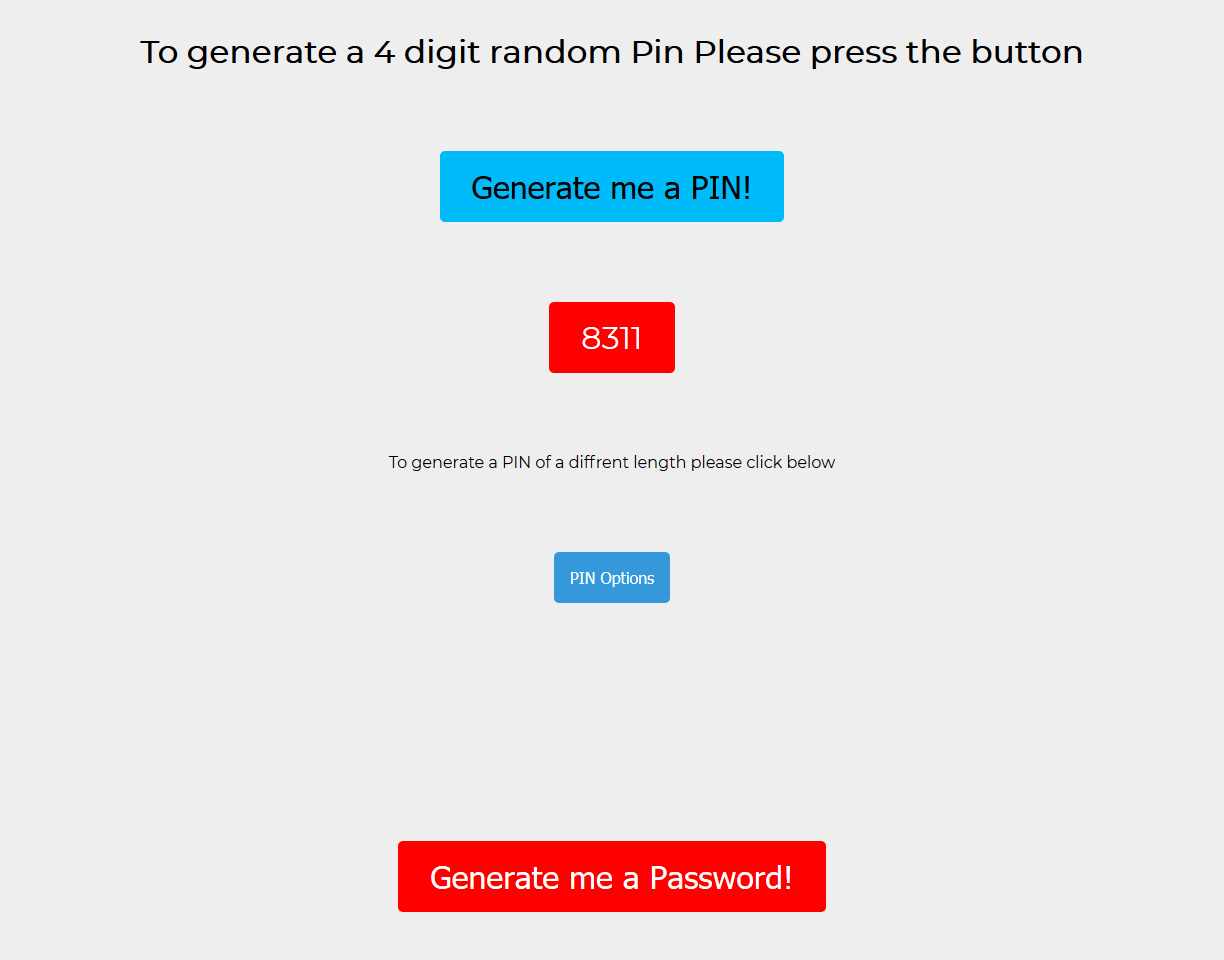 To generate a 4 digit random Pin Please press the button
Generate me a PIN!
8311
To generate a PIN of a diffrent length please click below
PIN Options
Generate me a Password!